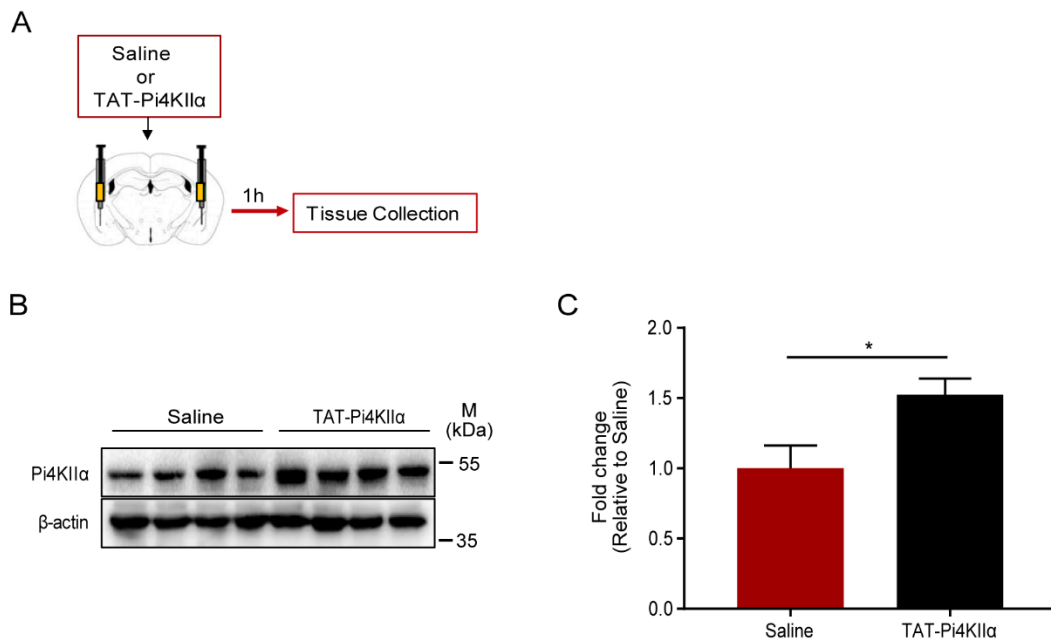 A
Saline
or
TAT-Pi4KIIα
1h
Tissue Collection
B
Saline
TAT-Pi4KIIα
M
(kDa)
Pi4KIIα
55
β-actin
35
C
Fold change
(Relative to Saline)
2.0
1.5
1.0
0.5
0.0
*
Saline
TAT-Pi4KIIα